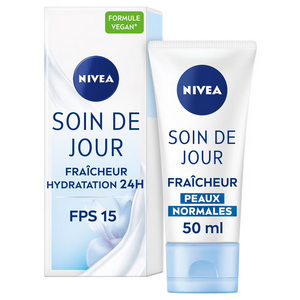 FORMULE
VEGAN*
NIVEA
SOIN DE
JOUR
FRAÎCHEUR
HYDRATATION 24H
FPS 15
NIVEA
SOIN DE
JOUR
FRAÎCHEUR
PEAUX
NORMALES
50 ml